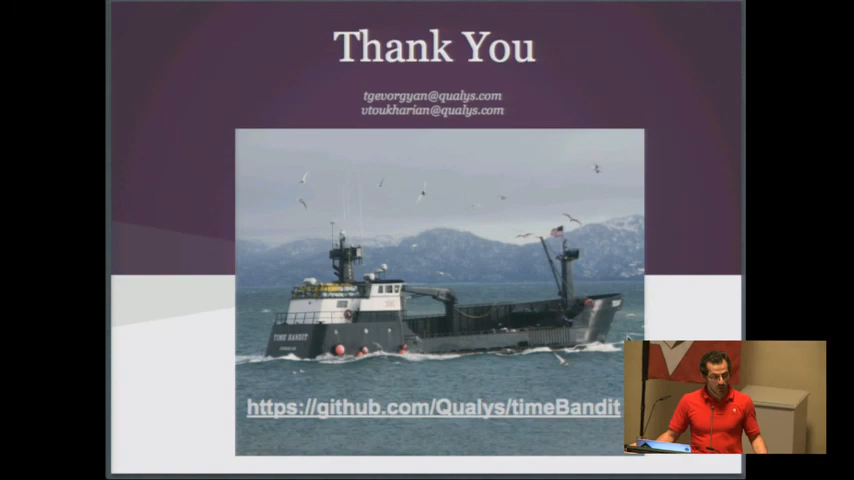 Thank You
tgevorgyan@qualys.com
vtoukharian@qualys.com
TIME BANDIT
https://github.com/Qualys/timeBandit